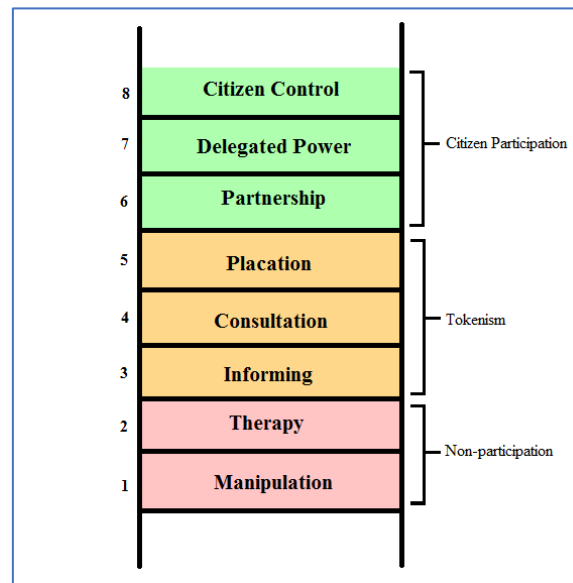 8 Citizen Control
7 Delegated Power
Citizen Participation
6 Partnership
5 Placation
4 Consultation
Tokenism
3 Informing
2 Therapy
Non-participation
1 Manipulation